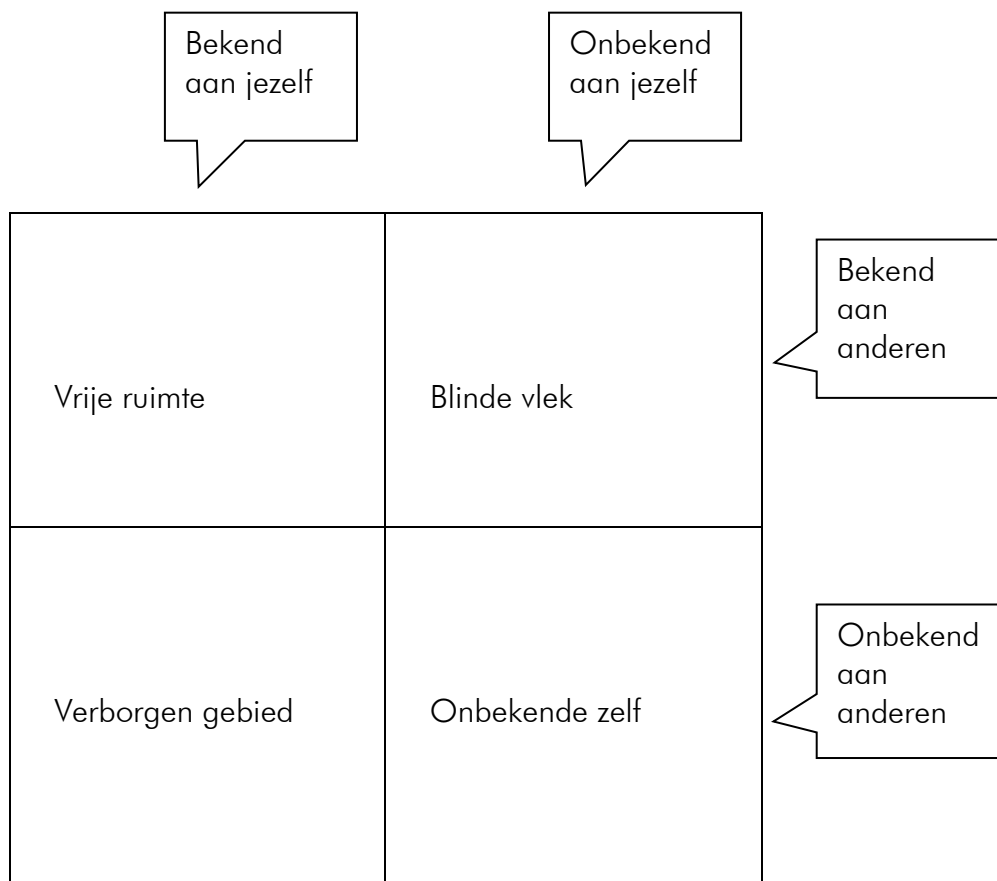 Bekend
aan jezelf
Onbekend
aan jezelf
Bekend
aan
anderen
Vrije ruimte
Blinde vlek
Onbekend
aan
anderen
Verborgen gebied
Onbekende zelf